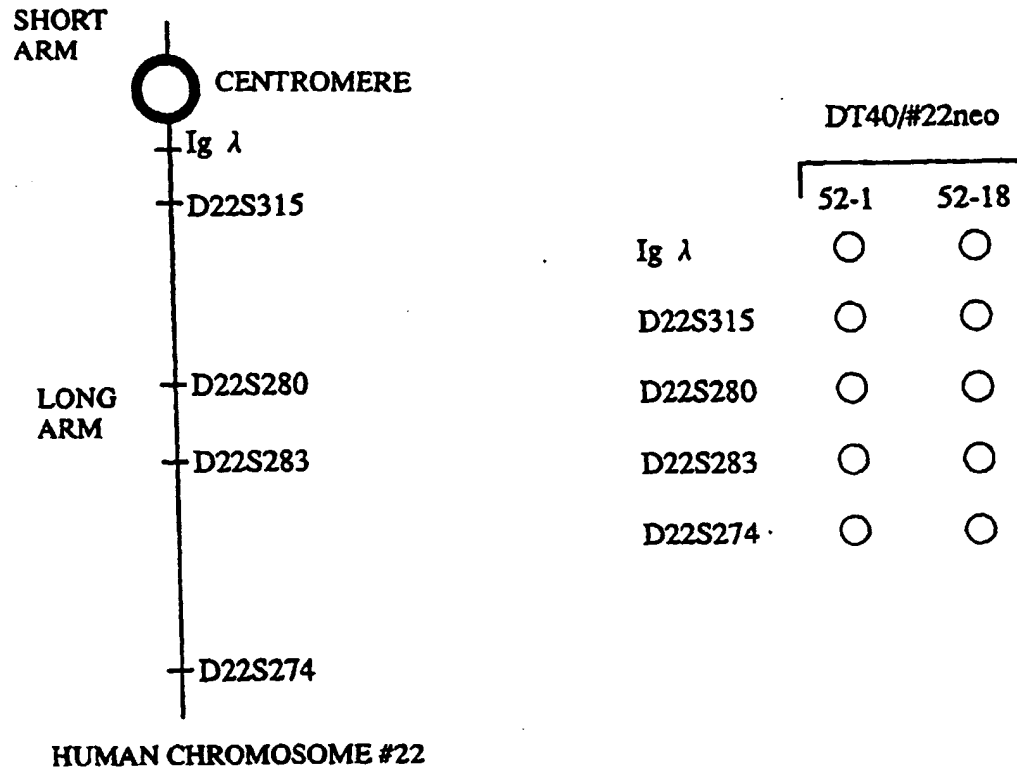 SHORT
ARM
CENTROMERE
Ig λ
D22S315
LONG
ARM
D22S280
D22S283
D22S274
HUMAN CHROMOSOME #22
DT40/#22neo
52-1 52-18
Ig λ
D22S315
D22S280
D22S283
D22S274